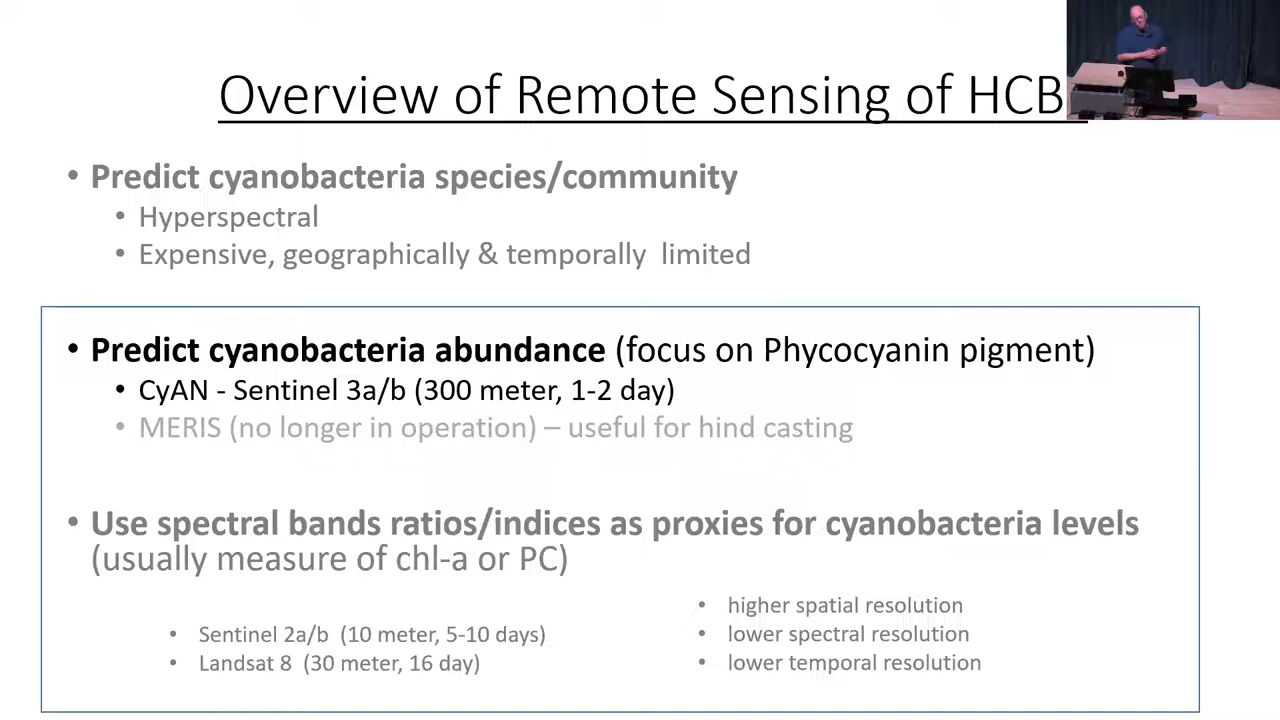 Overview of Remote Sensing of HCB
• Predict cyanobacteria species/community
• Hyperspectral
• Expensive, geographically & temporally limited
• Predict cyanobacteria abundance (focus on Phycocyanin pigment)
• CyAN - Sentinel 3a/b (300 meter, 1-2 day)
• MERIS (no longer in operation) – useful for hind casting
• Use spectral bands ratios/indices as proxies for cyanobacteria levels
(usually measure of chl-a or PC)
• Sentinel 2a/b (10 meter, 5-10 days)
• Landsat 8 (30 meter, 16 day)
• higher spatial resolution
• lower spectral resolution
• lower temporal resolution